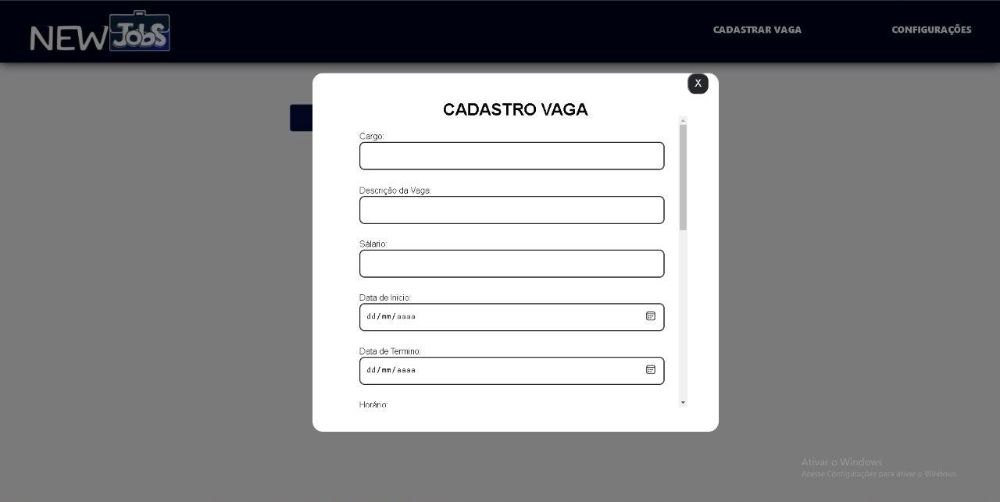 NEW JobS
CADASTRAR VAGA
CONFIGURAÇÕES
X
CADASTRO VAGA
Cargo:
Descrição da Vaga:
Sálario:
Data de Inicio:
dd/mm/aaaa
Data de Termino:
dd/mm/aaaa
Horário:
Ativar o Windows
Acesse Configurações para ativar o Windows.